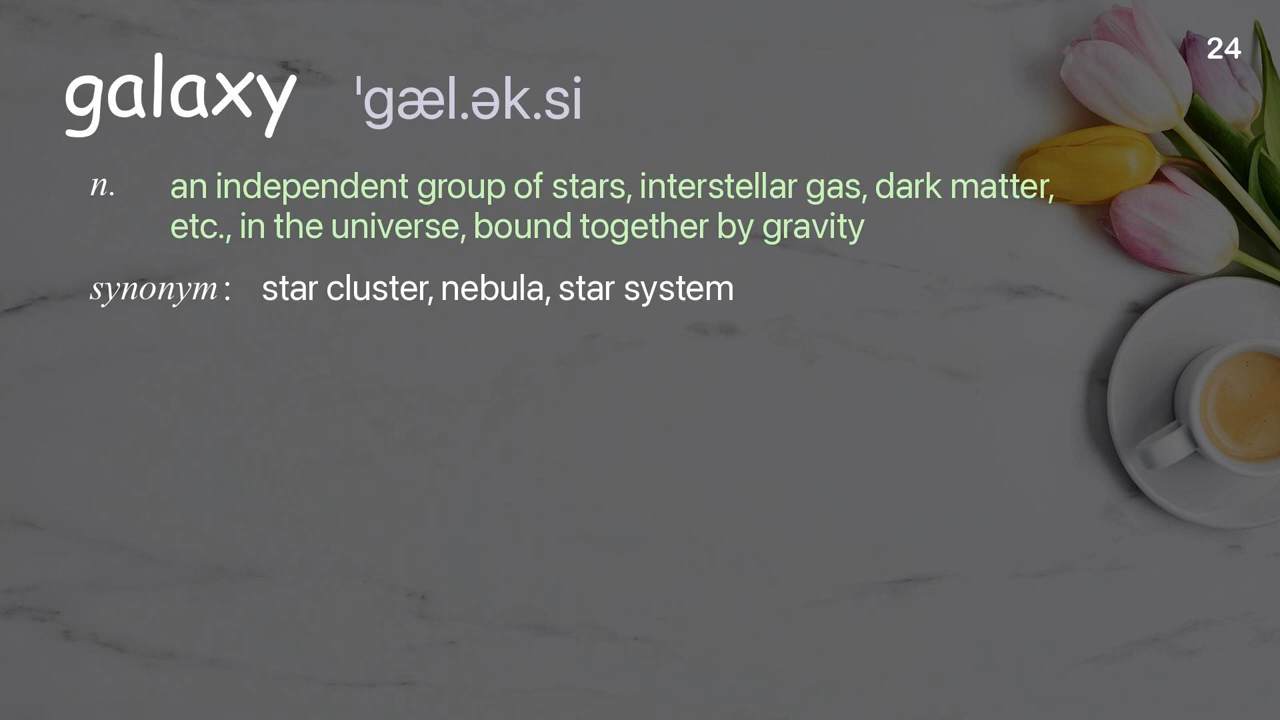 24
galaxy ˈgæl.ək.si
n. an independent group of stars, interstellar gas, dark matter,
etc., in the universe, bound together by gravity
synonym: star cluster, nebula, star system